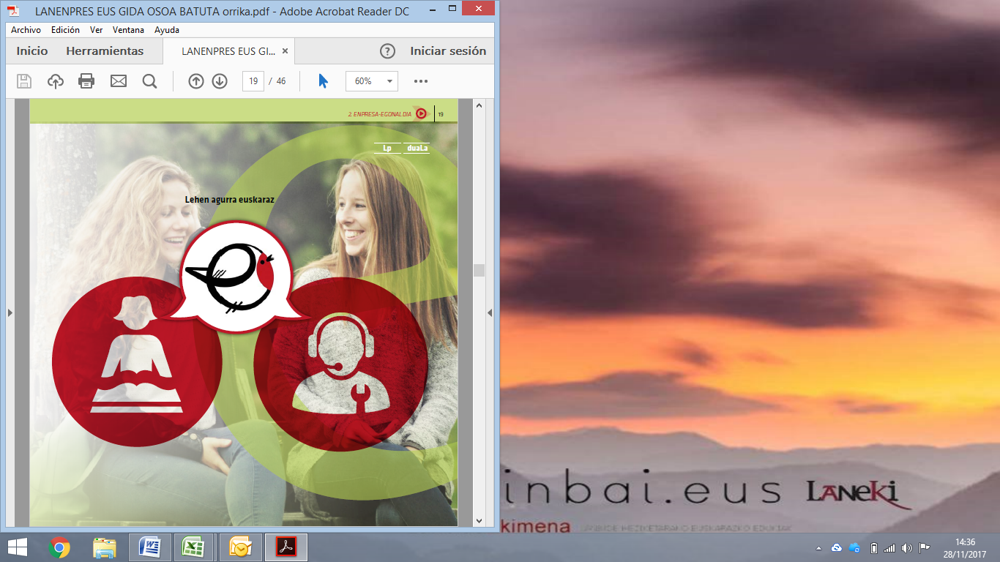 LANENPRES EUS GIDA OSOA BATUTA orrika.pdf - Adobe Acrobat Reader DC
Archivo Edición Ver Ventana Ayuda
Inicio Herramientas LANENPRES EUS GI... Iniciar sesión
19 / 46 60%
2. ENPRESA-EGONALDIA 19
Lp dual.a
Lehen agurra euskaraz
inbai.eus LANEKI
kimena
14:36
28/11/2017